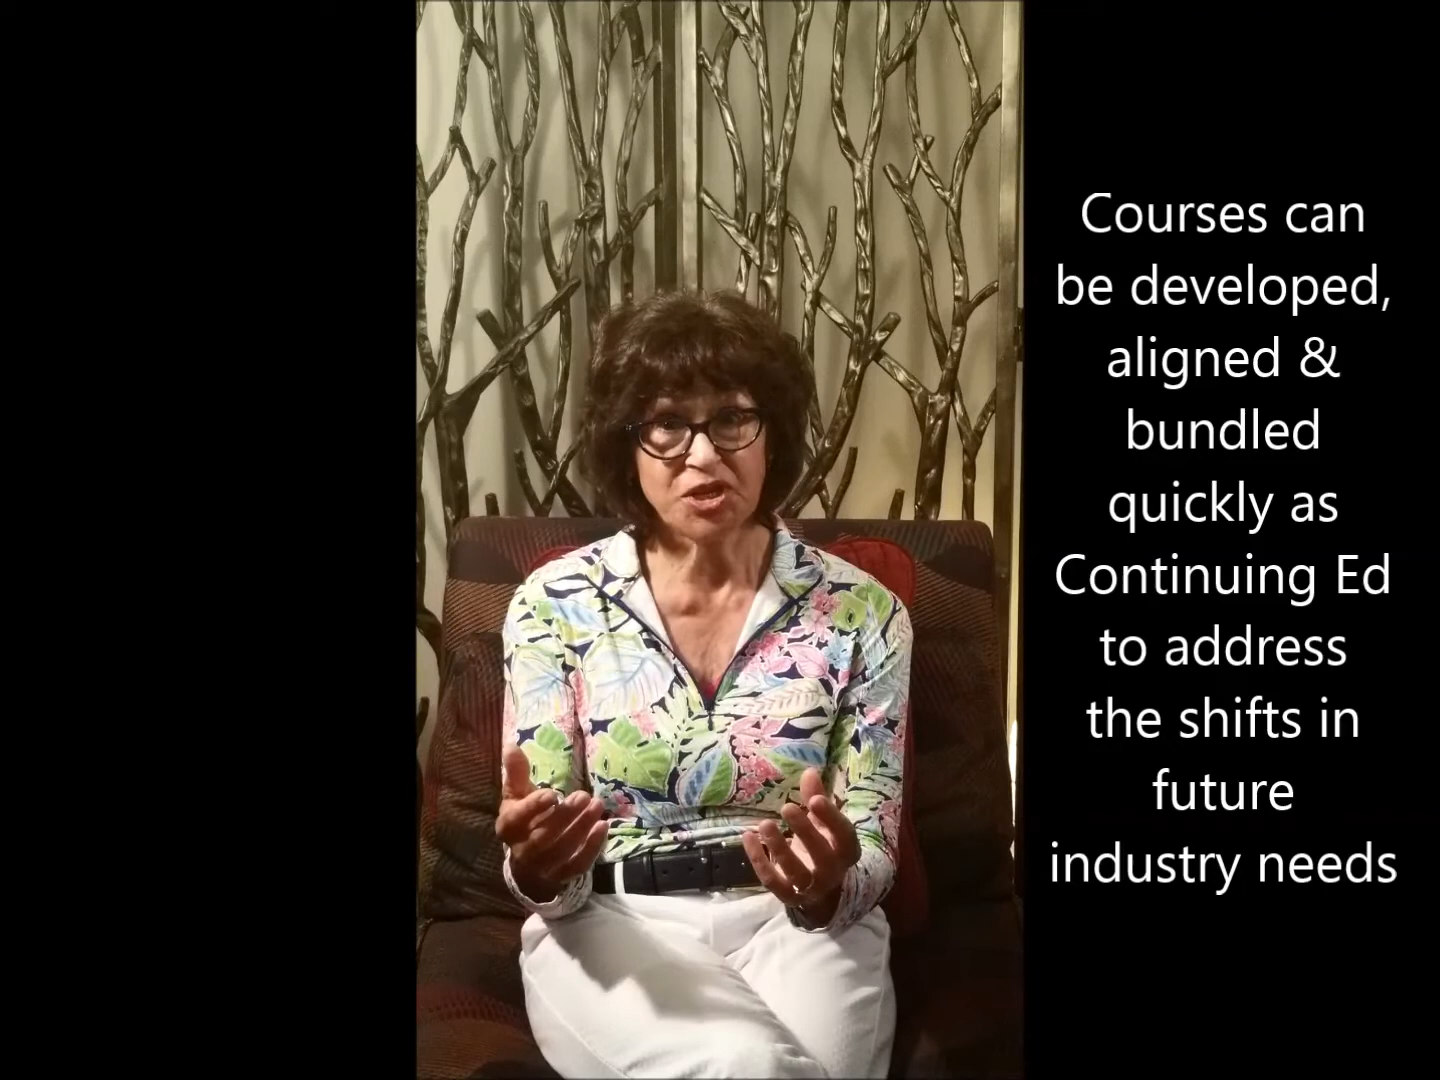 Courses can
be developed,
aligned &
bundled
quickly as
Continuing Ed
to address
the shifts in
future
industry needs